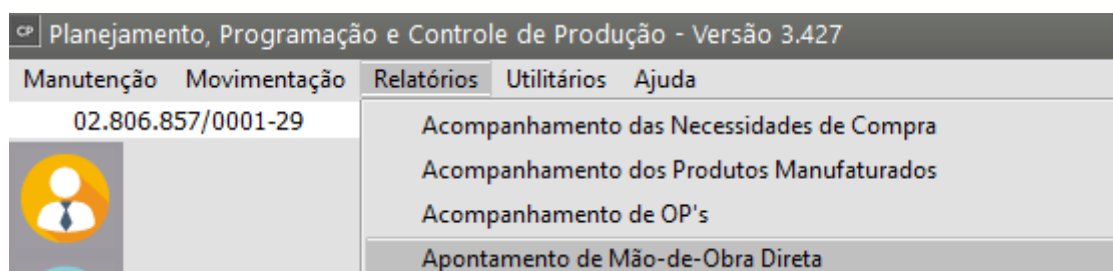 CP Planejamento, Programação e Controle de Produção - Versão 3.427
Manutenção Movimentação Relatórios Utilitários Ajuda
02.806.857/0001-29
Acompanhamento das Necessidades de Compra
Acompanhamento dos Produtos Manufaturados
Acompanhamento de OP's
Apontamento de Mão-de-Obra Direta